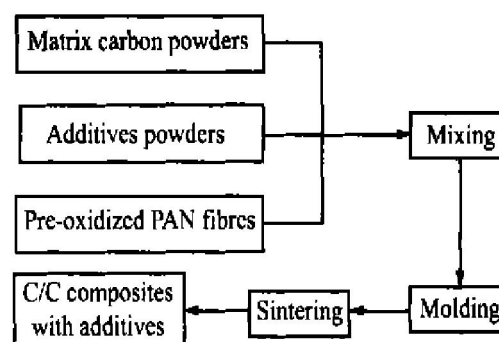 Matrix carbon powders
Additives powders
Mixing
Pre-oxidized PAN fibres
C/C composites
with additives
Sintering
Molding